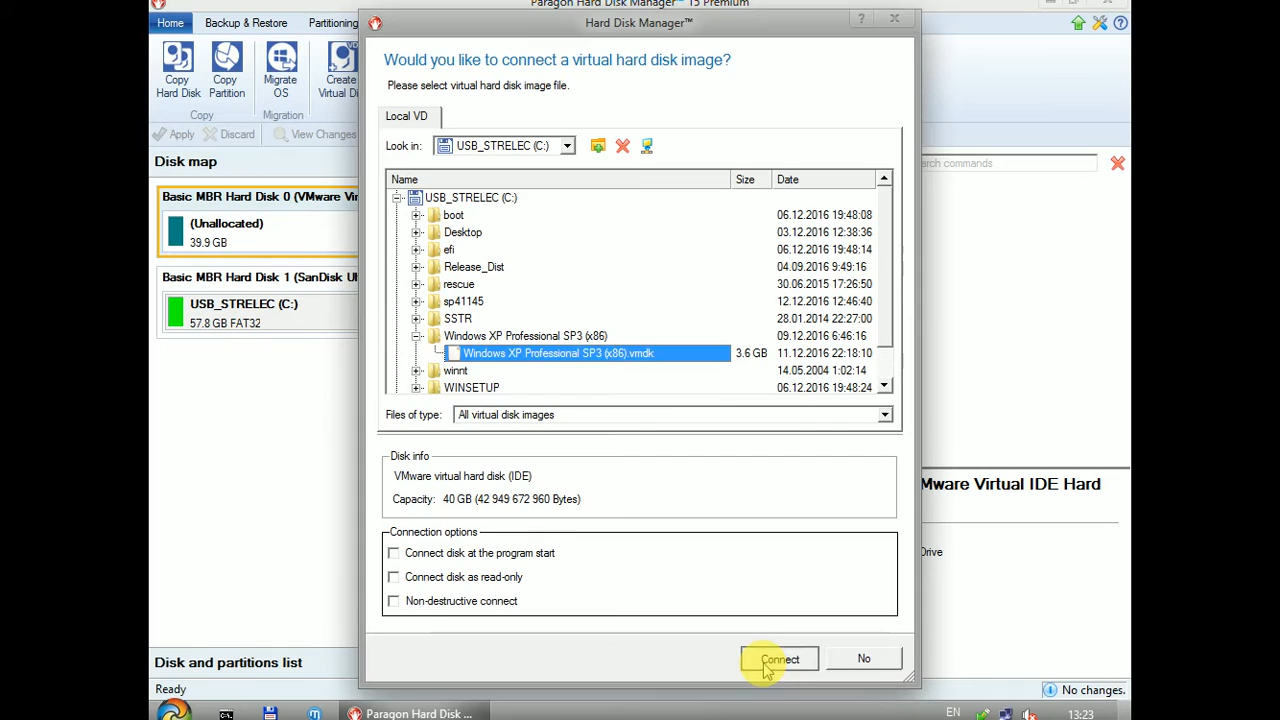 Paragon Hard Disk Manager™ 15 Premium
Home Backup & Restore Partitioning
Hard Disk Manager™
Copy Hard Disk
Copy Partition
Migrate OS
Create Virtual Di
Copy Migration
Apply Discard View Changes
Disk map
Basic MBR Hard Disk 0 (VMware Vir
(Unallocated)
39.9 GB
Basic MBR Hard Disk 1 (SanDisk Ul
USB_STRELEC (C:)
57.8 GB FAT32
Would you like to connect a virtual hard disk image?
Please select virtual hard disk image file.
Local VD
Look in: USB_STRELEC (C:)
Name Size Date
USB_STRELEC (C:)
boot 06.12.2016 19:48:08
Desktop 03.12.2016 12:38:36
efi 06.12.2016 19:48:14
Release_Dist 04.09.2016 9:49:16
rescue 30.06.2015 17:26:50
sp41145 12.12.2016 12:46:40
SSTR 28.01.2014 22:27:00
Windows XP Professional SP3 (x86) 09.12.2016 6:46:16
Windows XP Professional SP3 (x86).vmdk 3.6 GB 11.12.2016 22:18:10
winnt 14.05.2004 1:02:14
WINSETUP 06.12.2016 19:48:24
Files of type: All virtual disk images
Disk info
VMware virtual hard disk (IDE)
Capacity: 40 GB (42 949 672 960 Bytes)
Connection options
Connect disk at the program start
Connect disk as read-only
Non-destructive connect
Connect No
arch commands
Mware Virtual IDE Hard
Drive
Disk and partitions list
Ready
No changes.
Paragon Hard Disk ...
EN
13:23